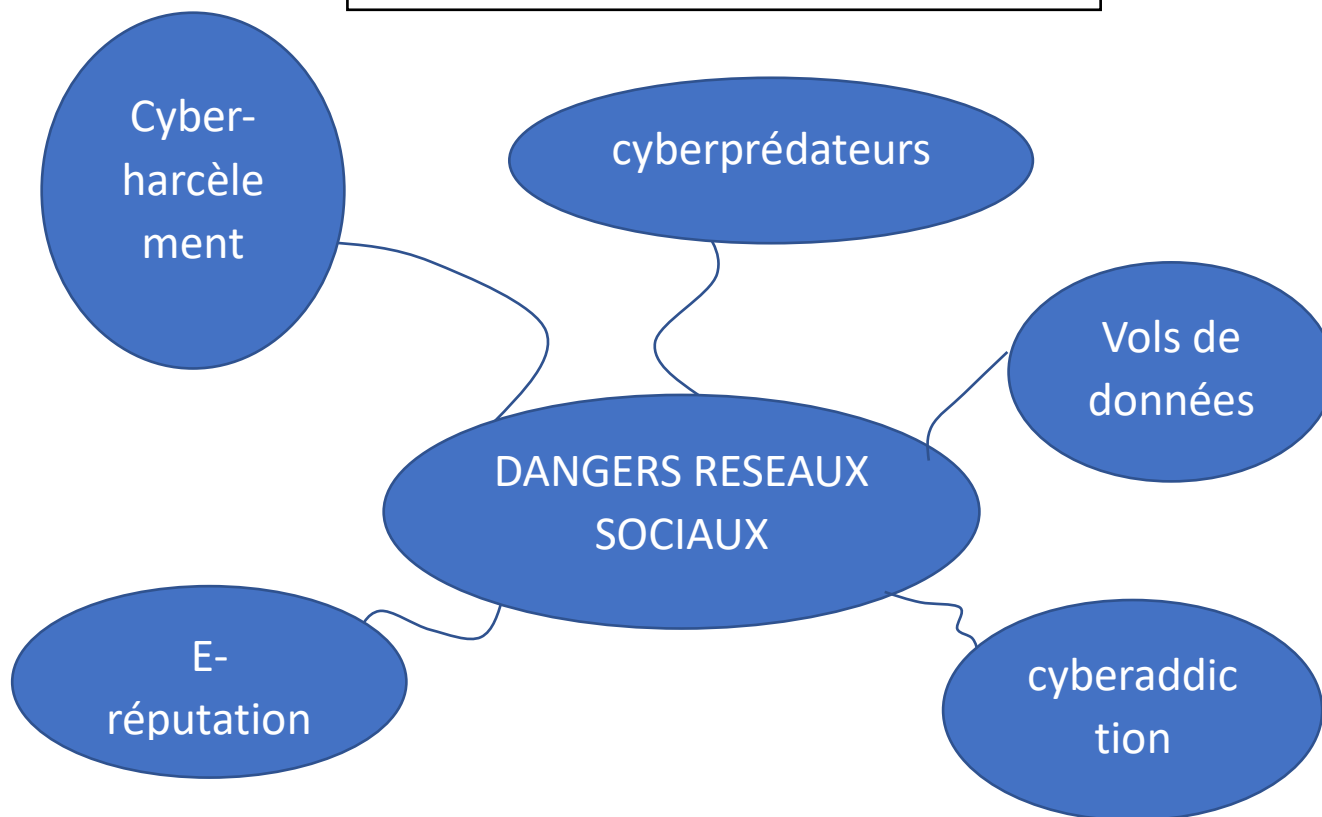 Cyber-
harcèle
ment
cyberprédateurs
Vols de
données
DANGERS RESEAUX
SOCIAUX
E-
réputation
cyberaddic
tion